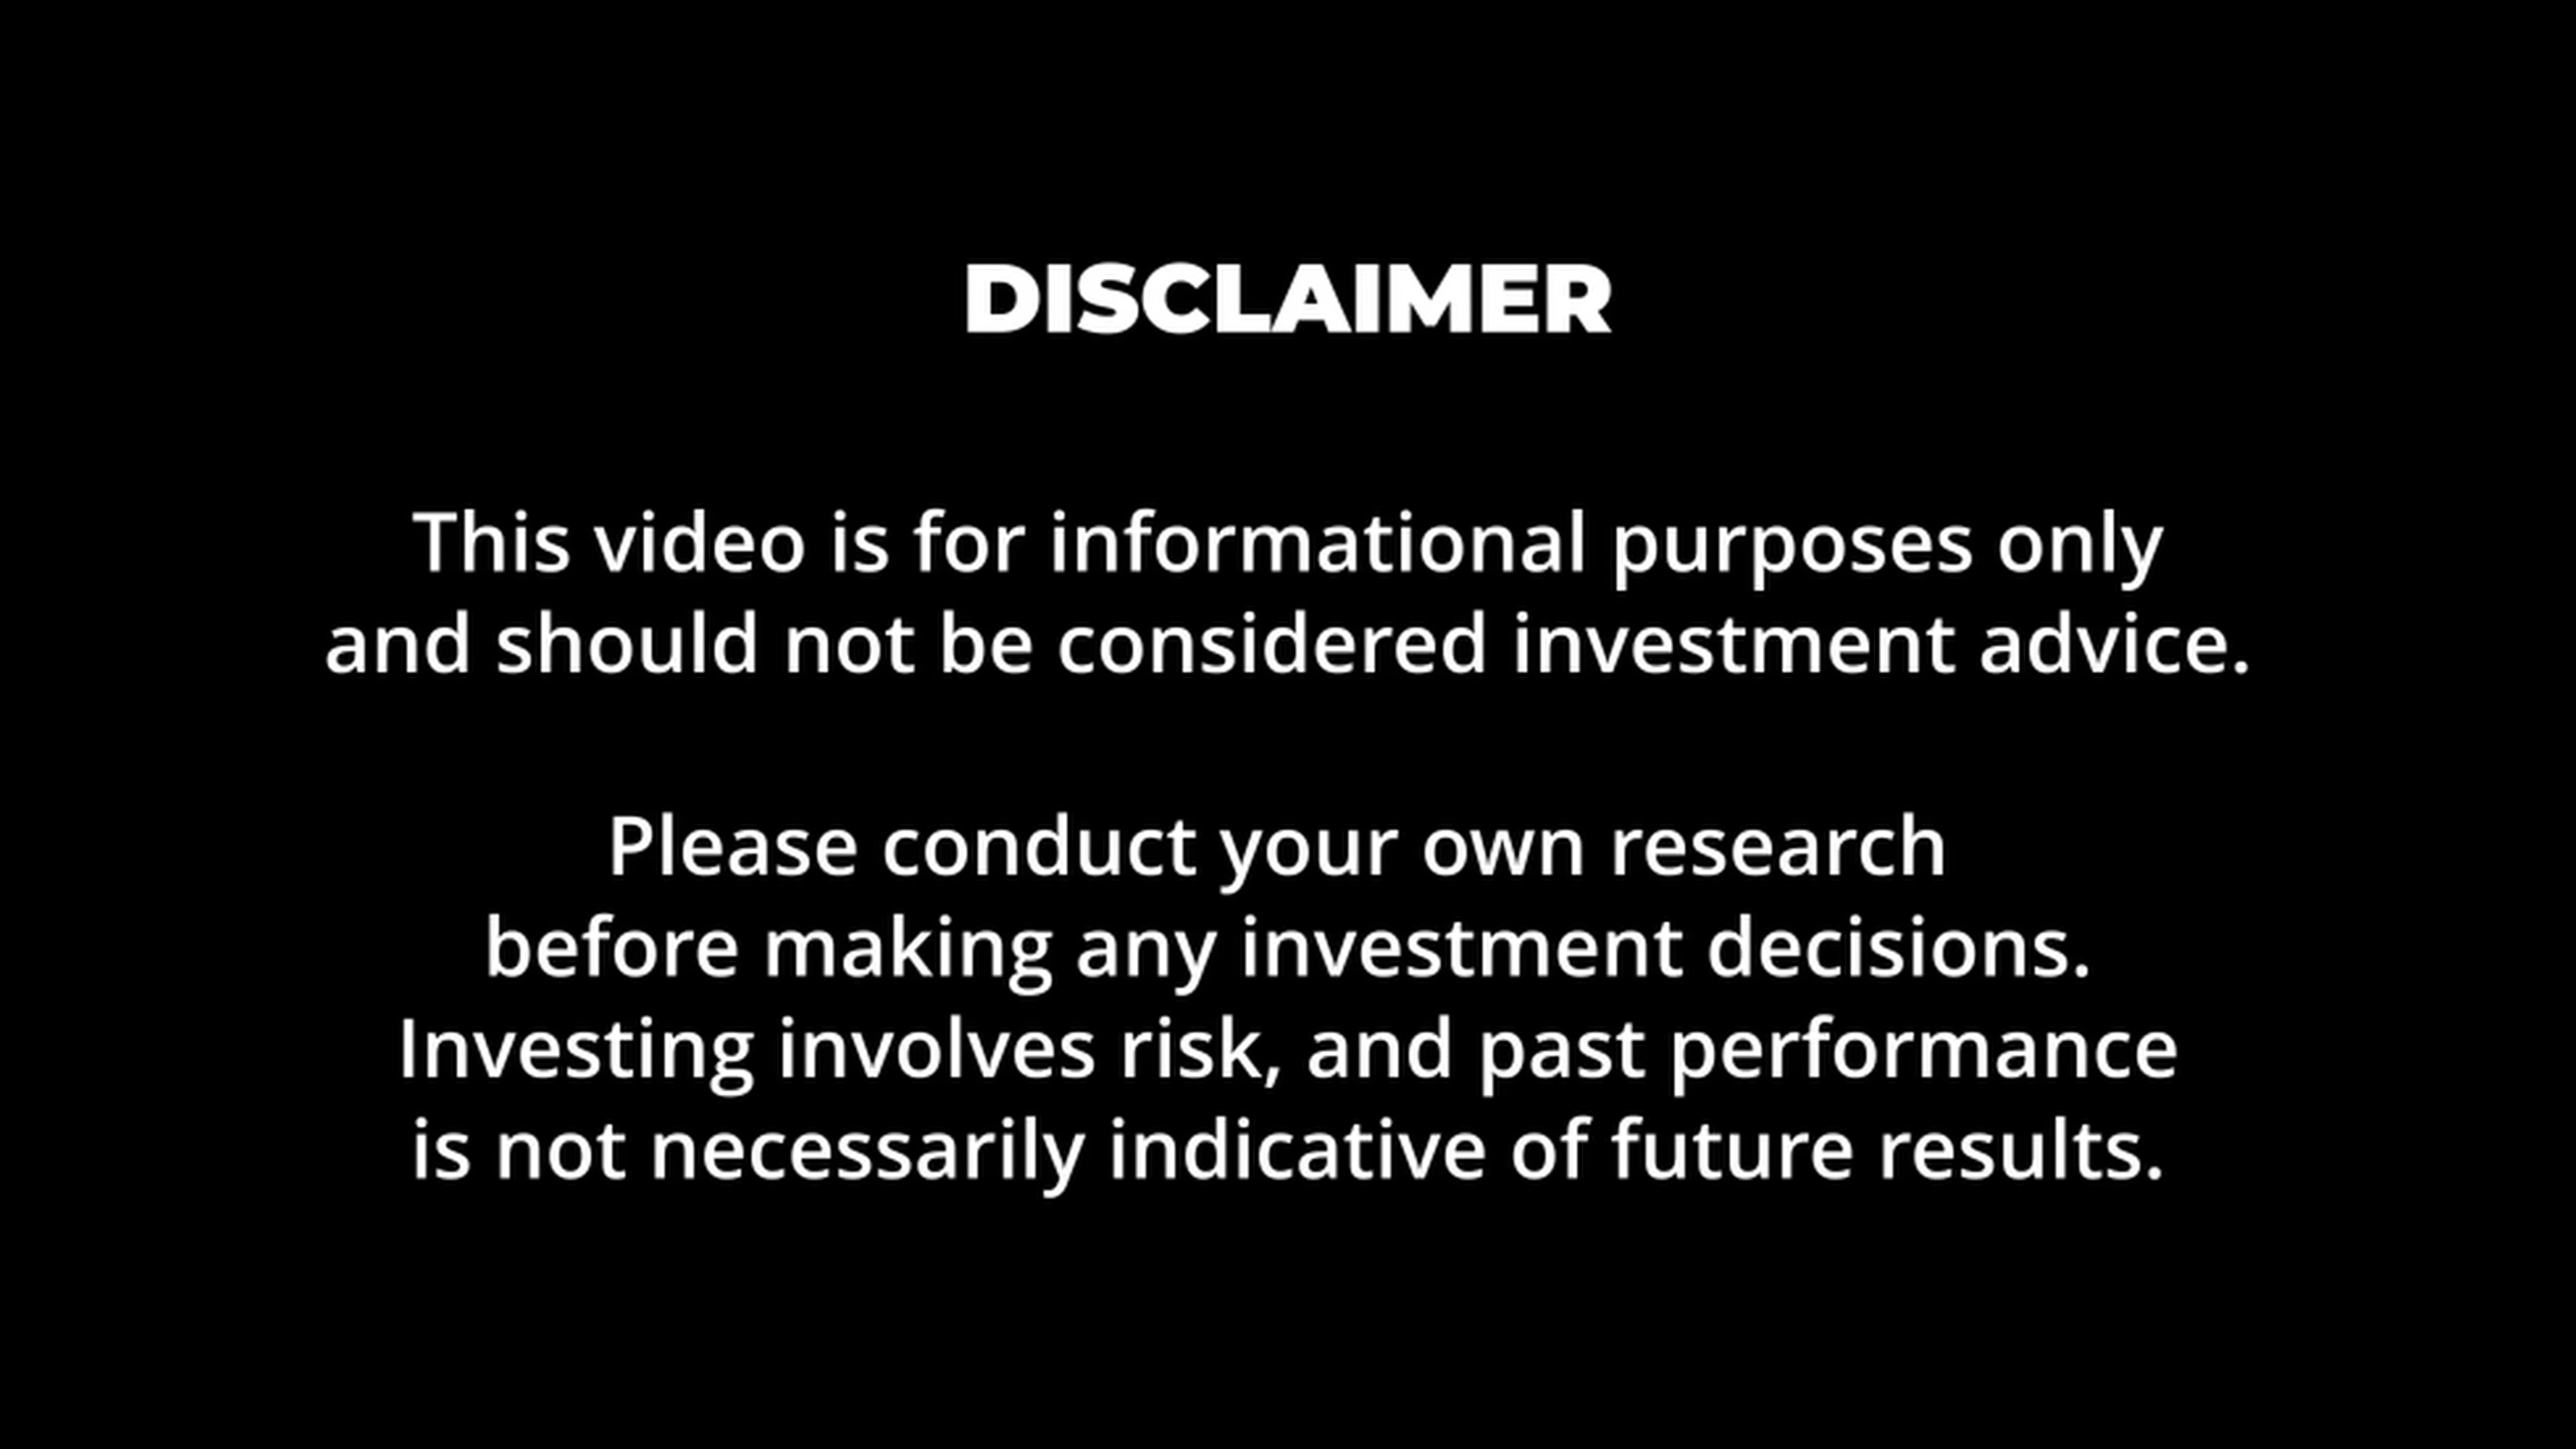 DISCLAIMER
This video is for informational purposes only
and should not be considered investment advice.
Please conduct your own research
before making any investment decisions.
Investing involves risk, and past performance
is not necessarily indicative of future results.